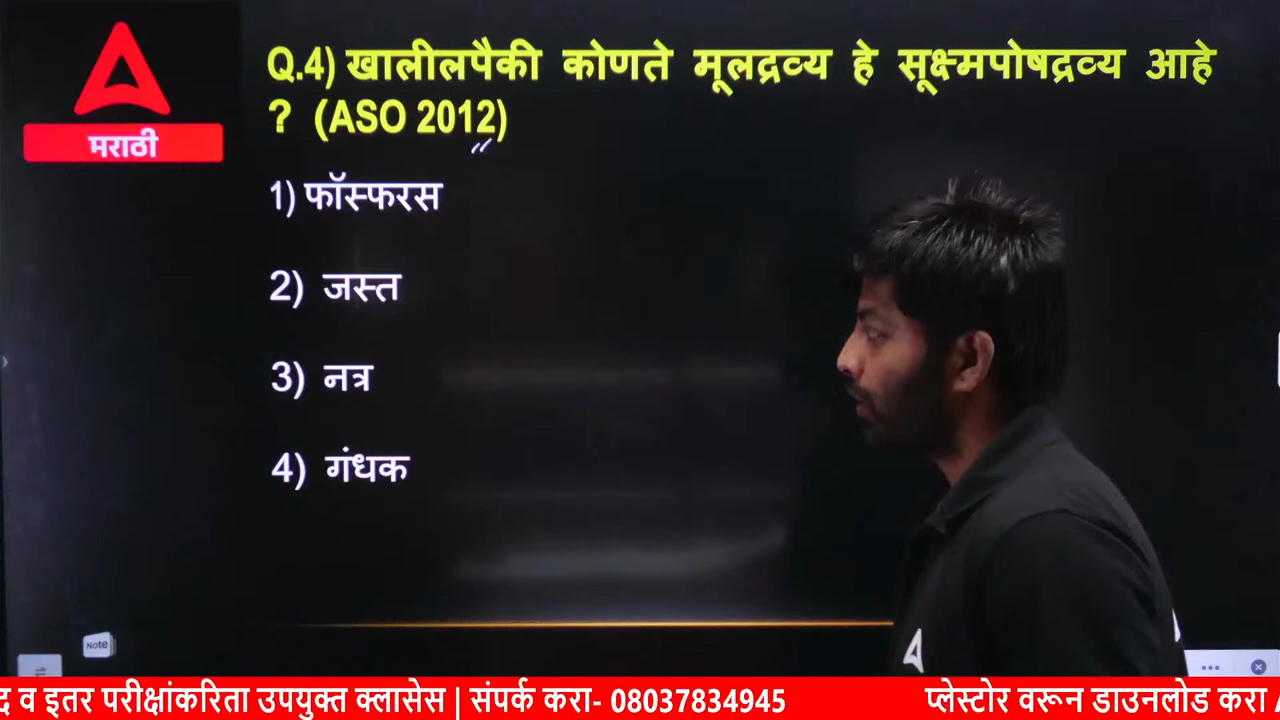 Q.4) खालीलपैकी कोणते मूलद्रव्य हे सूक्ष्मपोषद्रव्य आहे
? (ASO 2012)
मराठी
1) फॉस्फरस
2) जस्त
3) नत्र
4) गंधक
Note
व इतर परीक्षांकरिता उपयुक्त क्लासेस | संपर्क करा- 08037834945 प्लेस्टोर वरून डाउनलोड करा